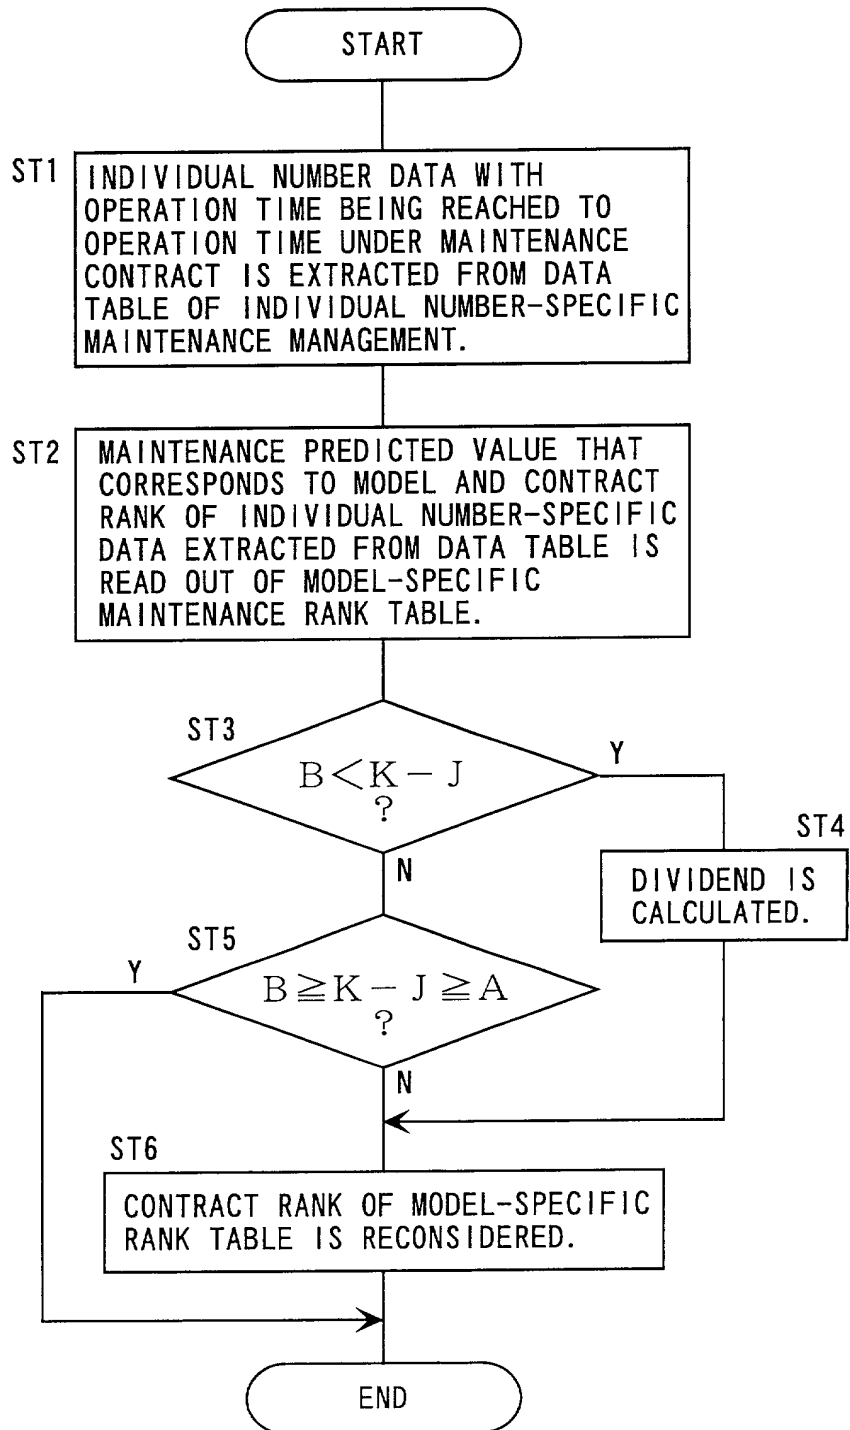 START
ST1
INDIVIDUAL NUMBER DATA WITH
OPERATION TIME BEING REACHED TO
OPERATION TIME UNDER MAINTENANCE
CONTRACT IS EXTRACTED FROM DATA
TABLE OF INDIVIDUAL NUMBER-SPECIFIC
MAINTENANCE MANAGEMENT.
ST2
MAINTENANCE PREDICTED VALUE THAT
CORRESPONDS TO MODEL AND CONTRACT
RANK OF INDIVIDUAL NUMBER-SPECIFIC
DATA EXTRACTED FROM DATA TABLE IS
READ OUT OF MODEL-SPECIFIC
MAINTENANCE RANK TABLE.
ST3
B<K-J
?
Y
N
ST4
DIVIDEND IS
CALCULATED.
ST5
B≧K-J≧A
?
Y
N
ST6
CONTRACT RANK OF MODEL-SPECIFIC
RANK TABLE IS RECONSIDERED.
END